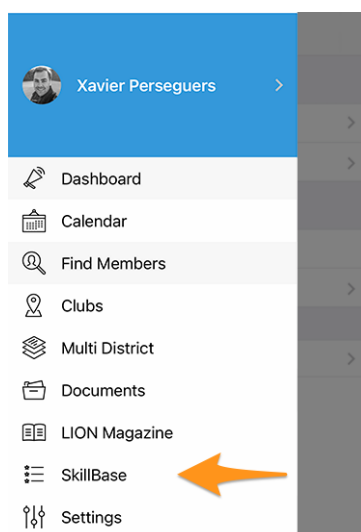 Xavier Perseguers
Dashboard
Calendar
Find Members
Clubs
Multi District
Documents
LION Magazine
SkillBase
Settings